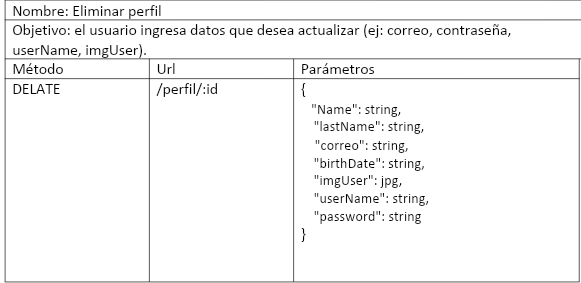 Nombre: Eliminar perfil
Objetivo: el usuario ingresa datos que desea actualizar (ej: correo, contraseña,
userName, imgUser).
Método Url Parámetros
DELATE /perfil/:id {
"Name": string,
"lastName": string,
"correo": string,
"birthDate": string,
"imgUser": jpg,
"userName": string,
"password": string
}